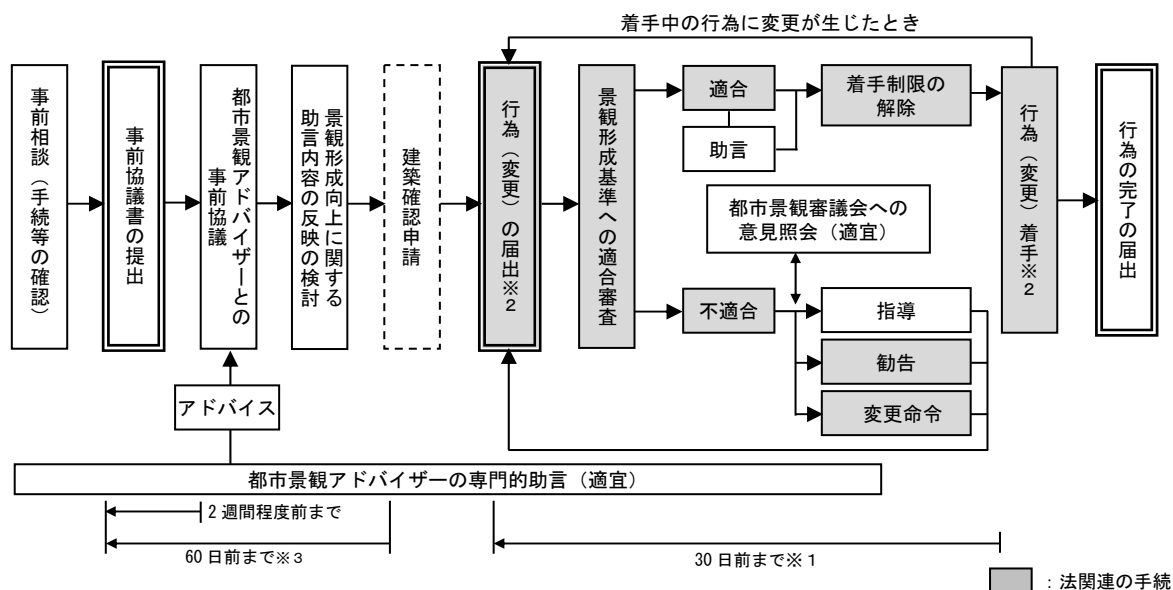 着手中の行為に変更が生じたとき
事前相談（手続等の確認）
事前協議書の提出
都市景観アドバイザーとの
事前協議
景観形成向上に関する
助言内容の反映の検討
建築確認申請
行為（変更）の届出※2
景観形成基準への適合審査
適合
助言
着手制限の
解除
都市景観審議会への
意見照会（適宜）
不適合
指導
勧告
変更命令
行為（変更）着手※2
行為の完了の届出
アドバイス
都市景観アドバイザーの専門的助言（適宜）
2週間程度前まで
60日前まで※3
30日前まで※1
：法関連の手続